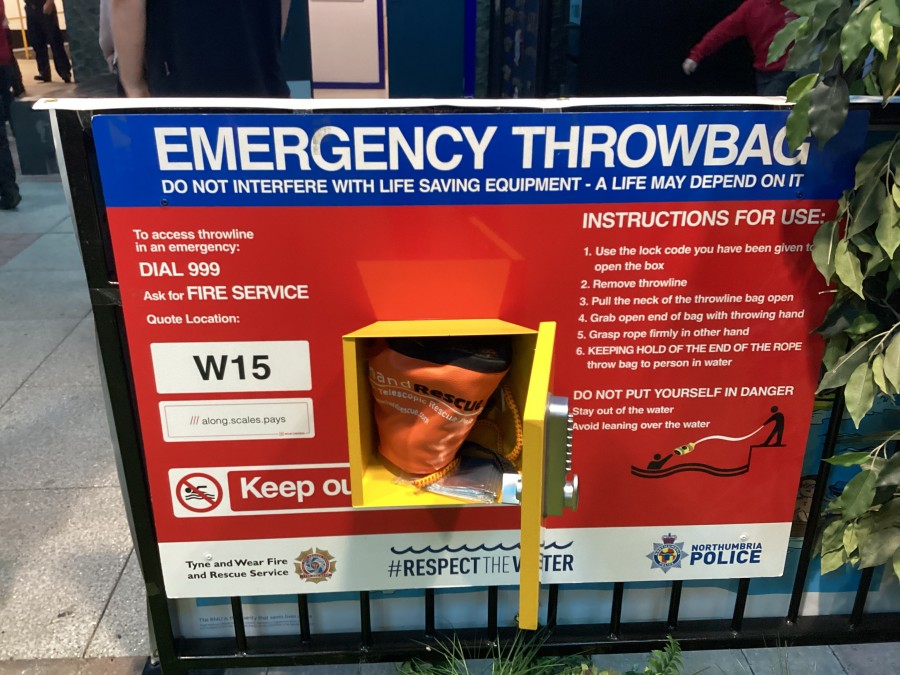 EMERGENCY THROWBAG
DO NOT INTERFERE WITH LIFE SAVING EQUIPMENT - A LIFE MAY DEPEND ON IT
To access throwline
in an emergency:
DIAL 999
Ask for FIRE SERVICE
Quote Location:
W15
/// along.scales.pays
Keep ou
Tyne and Wear Fire
and Rescue Service
#RESPECTTHEWATER
NORTHUMBRIA
POLICE
INSTRUCTIONS FOR USE:
1. Use the lock code you have been given to
open the box
2. Remove throwline
3. Pull the neck of the throwline bag open
4. Grab open end of bag with throwing hand
5. Grasp rope firmly in other hand
6. KEEPING HOLD OF THE END OF THE ROPE
throw bag to person in water
DO NOT PUT YOURSELF IN DANGER
Stay out of the water
Avoid leaning over the water
Rescue
Telescopic Rescue